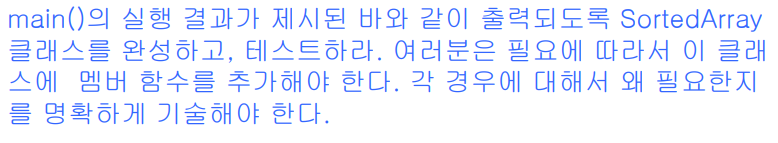 main()의 실행 결과가 제시된 바와 같이 출력되도록 SortedArray
클래스를 완성하고, 테스트하라. 여러분은 필요에 따라서 이 클래
스에  멤버 함수를 추가해야 한다. 각 경우에 대해서 왜 필요한지
를 명확하게 기술해야 한다.